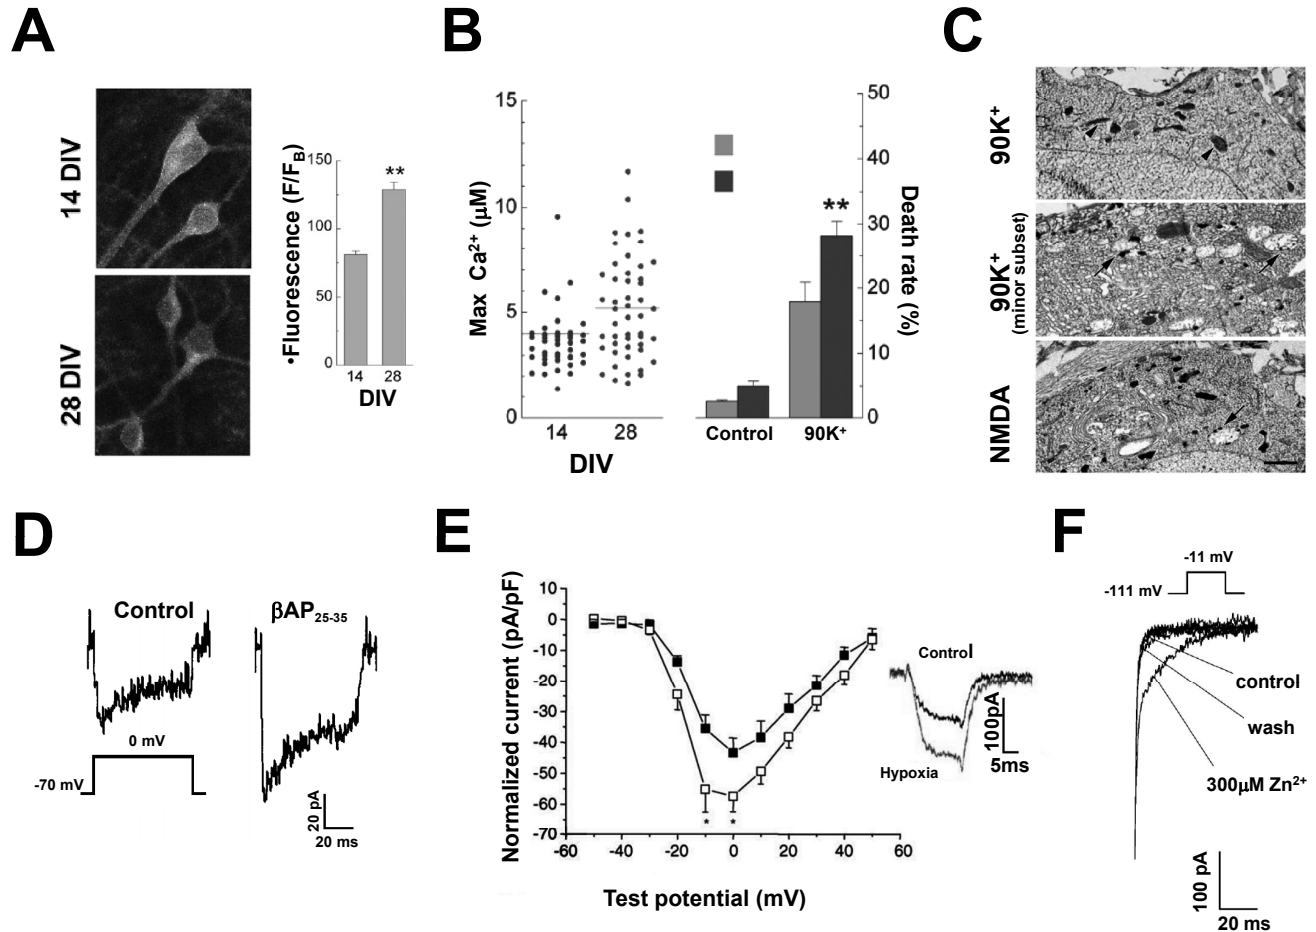 A
B
C
14 DIV
28 DIV
•Fluorescence (F/F_B)
150
100
50
0
**
14
28
DIV
Max Ca²⁺ (µM)
15
10
5
0
14
28
DIV
50
40
30
20
10
0
Death rate (%)
**
Control
90K⁺
90K⁺
90K⁺
(minor subset)
NMDA
D
E
F
Control
βAP₂₅₋₃₅
0 mV
-70 mV
20 pA
20 ms
Normalized current (pA/pF)
10
0
-10
-20
-30
-40
-50
-60
-70
-60
-40
-20
0
20
40
60
* *
Test potential (mV)
Control
Hypoxia
100pA
5ms
-11 mV
-111 mV
control
wash
300µM Zn²⁺
100 pA
20 ms